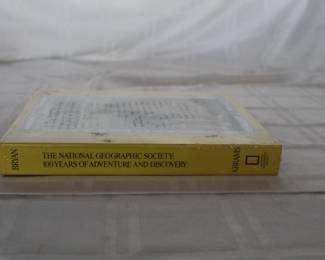 BRYAN
THE NATIONAL GEOGRAPHIC SOCIETY
100 YEARS OF ADVENTURE AND DISCOVERY
ABRAMS